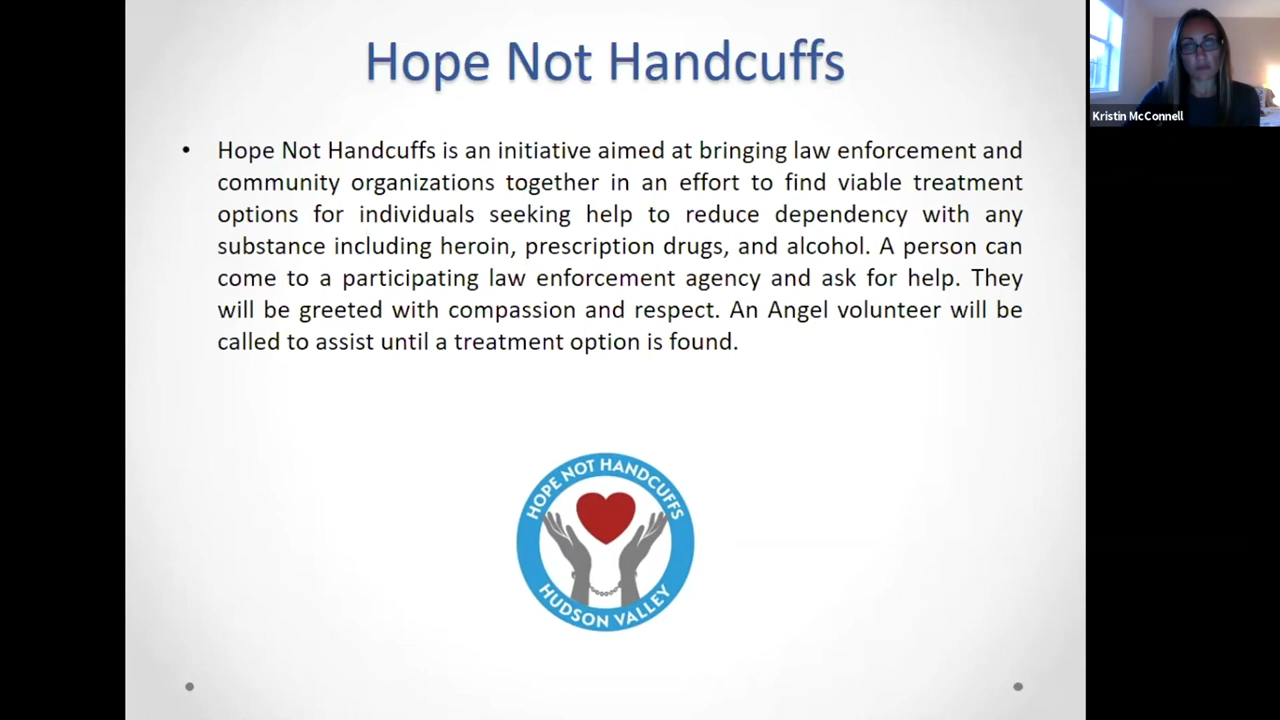 Hope Not Handcuffs
• Hope Not Handcuffs is an initiative aimed at bringing law enforcement and
community organizations together in an effort to find viable treatment
options for individuals seeking help to reduce dependency with any
substance including heroin, prescription drugs, and alcohol. A person can
come to a participating law enforcement agency and ask for help. They
will be greeted with compassion and respect. An Angel volunteer will be
called to assist until a treatment option is found.
HOPE NOT HANDCUFFS
HUDSON VALLEY
Kristin McConnell